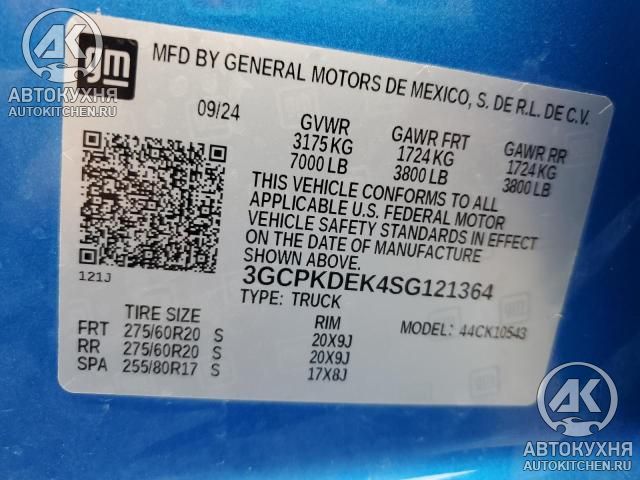 gm
MFD BY GENERAL MOTORS DE MEXICO, S. DE R.L. DE C.V.
09/24
GVWR GAWR FRT GAWR RR
3175 KG 1724 KG 1724 KG
7000 LB 3800 LB 3800 LB
THIS VEHICLE CONFORMS TO ALL
APPLICABLE U.S. FEDERAL MOTOR
VEHICLE SAFETY STANDARDS IN EFFECT
ON THE DATE OF MANUFACTURE
SHOWN ABOVE.
121J
3GCPKDEK4SG121364
TYPE: TRUCK
MODEL: 44CK10543
TIRE SIZE RIM
FRT 275/60R20 S 20X9J
RR 275/60R20 S 20X9J
SPA 255/80R17 S 17X8J
АВТОКУХНЯ
AUTOKITCHEN.RU
АВТОКУХНЯ
AUTOKITCHEN.RU